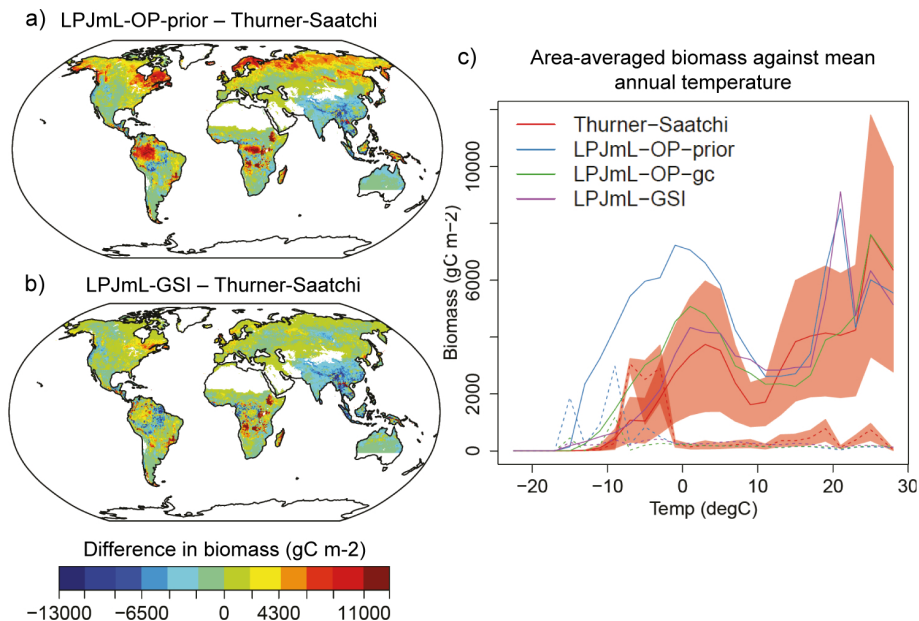 a) LPJmL-OP-prior – Thurner-Saatchi
b) LPJmL-GSI – Thurner-Saatchi
Difference in biomass (gC m-2)
−13000 −6500 0 4300 11000
c) Area-averaged biomass against mean
annual temperature
Thurner−Saatchi
LPJmL−OP−prior
LPJmL−OP−gc
LPJmL−GSI
Biomass (gC m−2)
10000
6000
2000
0
−20 −10 0 10 20 30
Temp (degC)